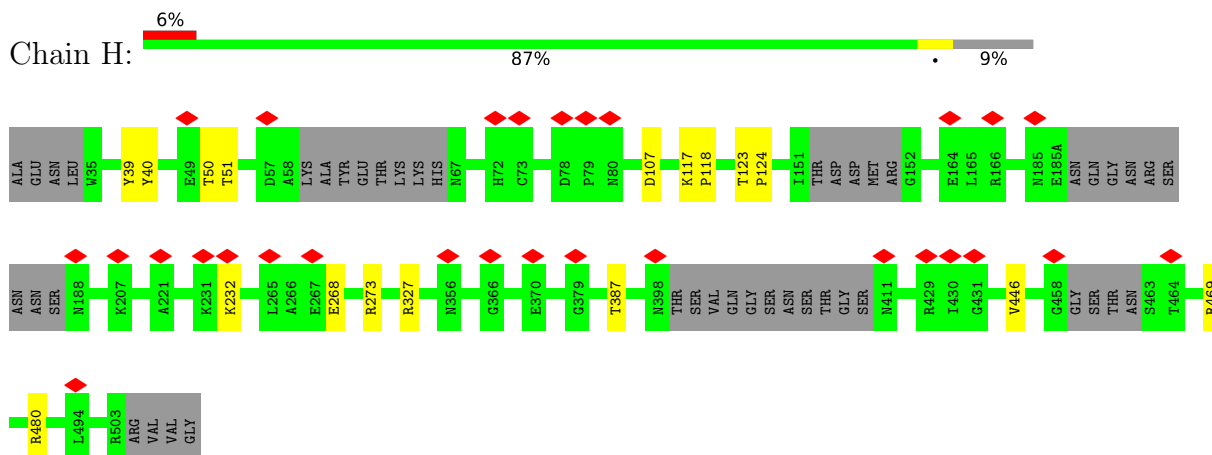 6%
Chain H:
87% • 9%
ALA GLU ASN LEU W35 Y39 Y40 E49 T50 T51 D57 A58 LYS ALA TYR GLU THR LYS LYS HIS N67 H72 C73 D78 P79 N80 D107 K117 P118 T123 P124 I151 THR ASP ASP MET ARG G152 E164 L165 R166 N185 E185A ASN GLN GLY ASN ARG SER
ASN ASN SER N188 K207 A221 K231 K232 L265 A266 E267 E268 R273 R327 N356 G366 E370 G379 T387 N398 THR SER VAL GLN GLY SER ASN SER THR GLY SER N411 R429 I430 G431 V446 G458 GLY SER THR ASN S463 T464 R469
R480 L494 R503 ARG VAL VAL GLY